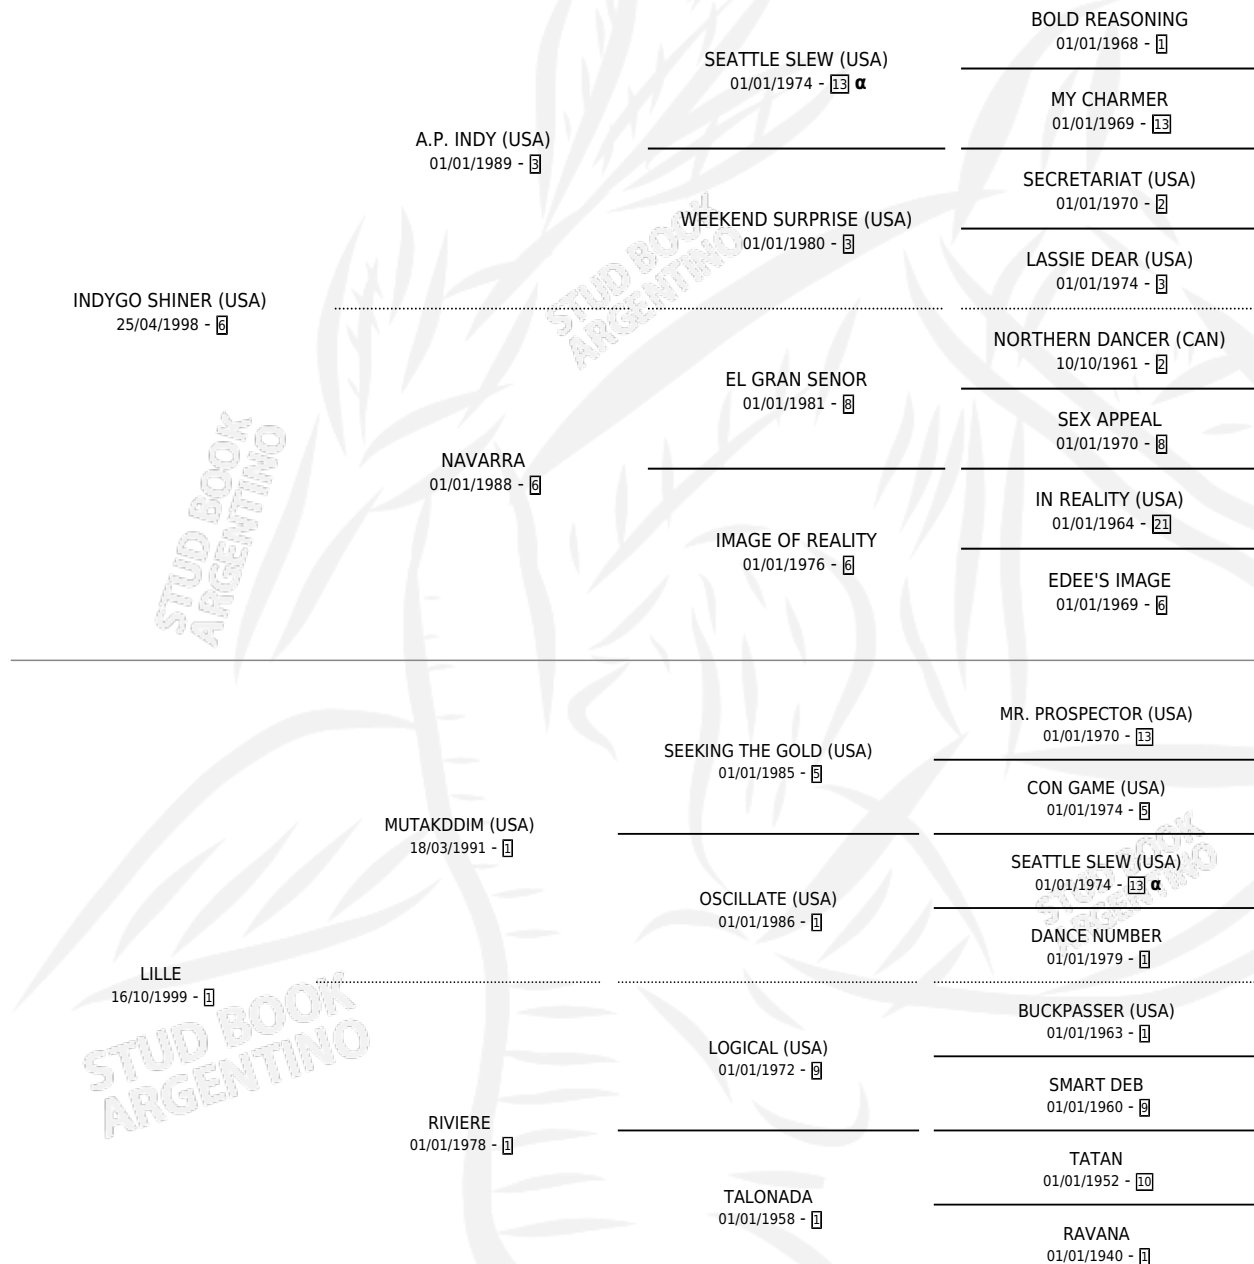 BOLD REASONING
01/01/1968 - 1
SEATTLE SLEW (USA)
01/01/1974 - 13 α
MY CHARMER
01/01/1969 - 13
A.P. INDY (USA)
01/01/1989 - 3
SECRETARIAT (USA)
01/01/1970 - 2
WEEKEND SURPRISE (USA)
01/01/1980 - 3
LASSIE DEAR (USA)
01/01/1974 - 3
INDYGO SHINER (USA)
25/04/1998 - 6
NORTHERN DANCER (CAN)
10/10/1961 - 2
EL GRAN SENOR
01/01/1981 - 8
SEX APPEAL
01/01/1970 - 8
NAVARRA
01/01/1988 - 6
IN REALITY (USA)
01/01/1964 - 21
IMAGE OF REALITY
01/01/1976 - 6
EDEE'S IMAGE
01/01/1969 - 6
MR. PROSPECTOR (USA)
01/01/1970 - 13
SEEKING THE GOLD (USA)
01/01/1985 - 5
CON GAME (USA)
01/01/1974 - 5
MUTAKDDIM (USA)
18/03/1991 - 1
SEATTLE SLEW (USA)
01/01/1974 - 13 α
OSCILLATE (USA)
01/01/1986 - 1
DANCE NUMBER
01/01/1979 - 1
LILLE
16/10/1999 - 1
BUCKPASSER (USA)
01/01/1963 - 1
LOGICAL (USA)
01/01/1972 - 9
SMART DEB
01/01/1960 - 9
RIVIERE
01/01/1978 - 1
TATAN
01/01/1952 - 10
TALONADA
01/01/1958 - 1
RAVANA
01/01/1940 - 1
STUD BOOK
ARGENTINO
STUD BOOK
ARGENTINO
STUD BOOK
ARGENTINO
STUD BOOK
ARGENTINO